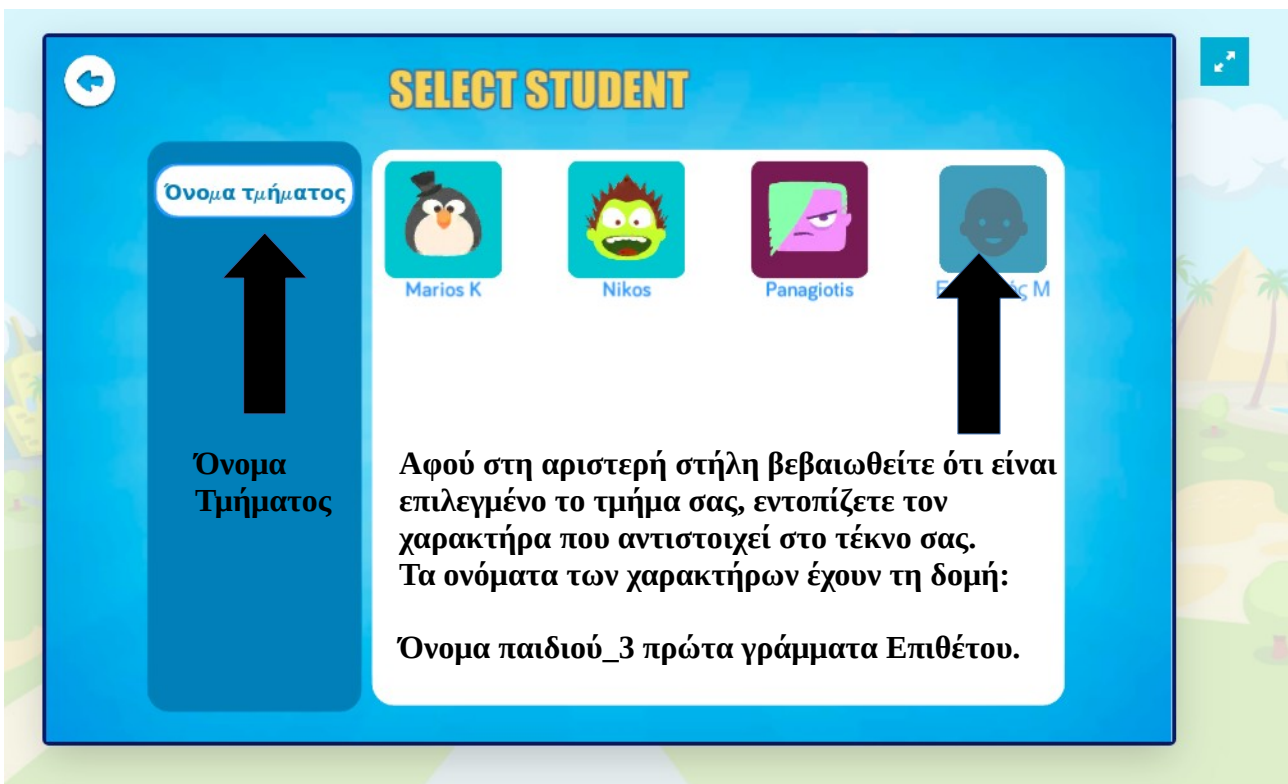 SELECT STUDENT
Όνομα τμήματος
Marios K
Nikos
Panagiotis
M
Όνομα
Τμήματος
Αφού στη αριστερή στήλη βεβαιωθείτε ότι είναι
επιλεγμένο το τμήμα σας, εντοπίζετε τον
χαρακτήρα που αντιστοιχεί στο τέκνο σας.
Τα ονόματα των χαρακτήρων έχουν τη δομή:
Όνομα παιδιού_3 πρώτα γράμματα Επιθέτου.